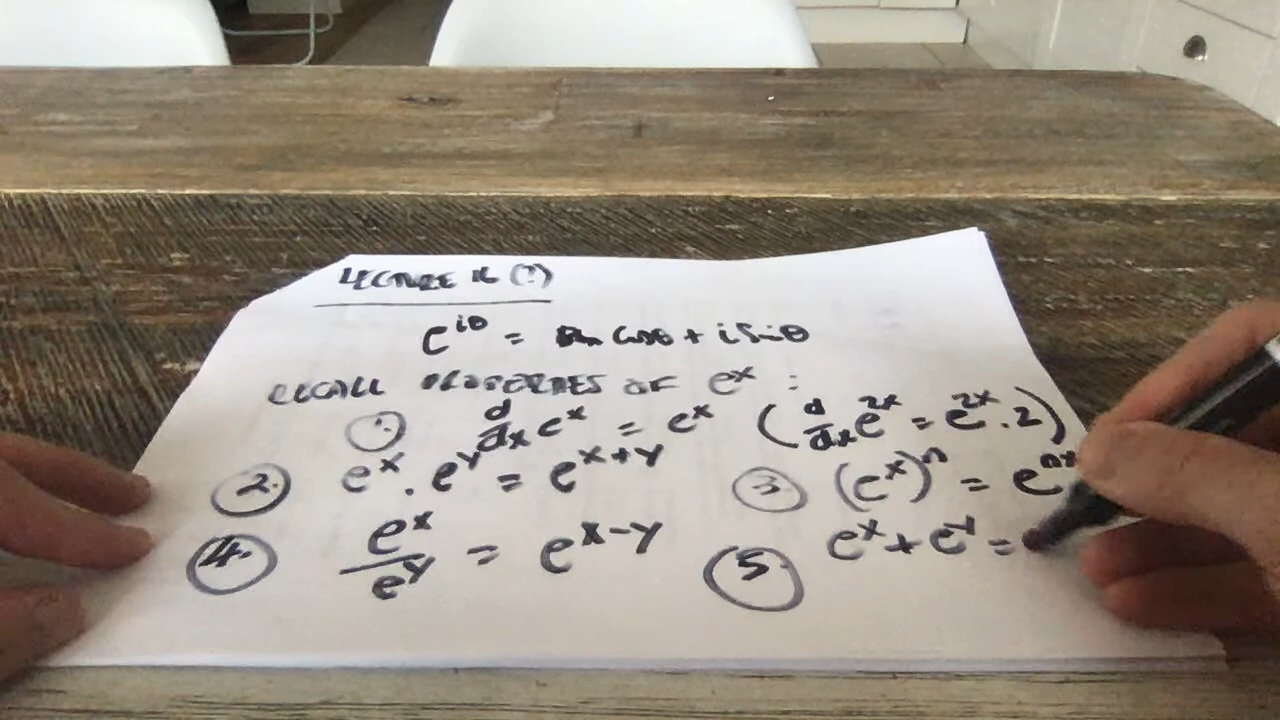 LECTURE 16 (?)
e^{iθ} = cosθ + i sinθ
RECALL PROPERTIES OF e^x :
1. d/dx e^x = e^x ( d/dx e^{2x} = e^{2x} . 2 )
2. e^x . e^y = e^{x+y} 3. (e^x)^n = e^{nx}
4. e^x / e^y = e^{x-y} 5. e^x + e^y =